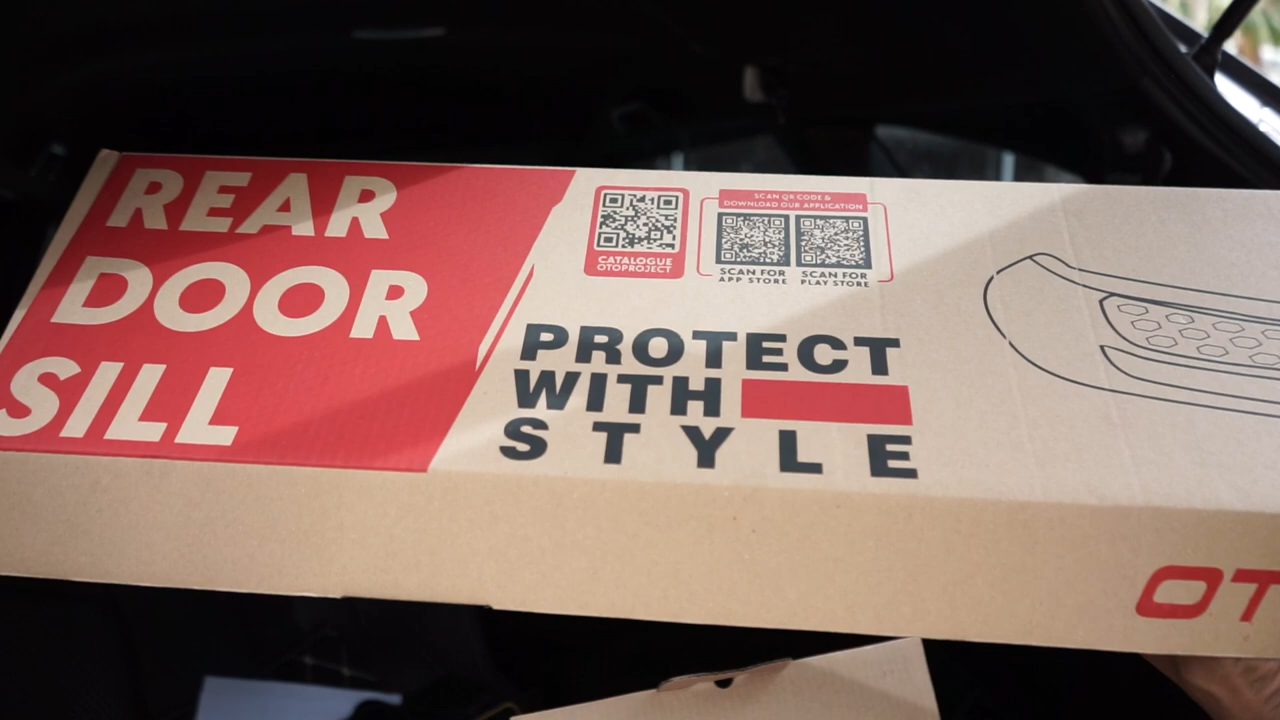 REAR
DOOR
SILL
CATALOGUE
OTOPROJECT
SCAN QR CODE &
DOWNLOAD OUR APPLICATION
SCAN FOR
APP STORE
SCAN FOR
PLAY STORE
PROTECT
WITH
STYLE
OT